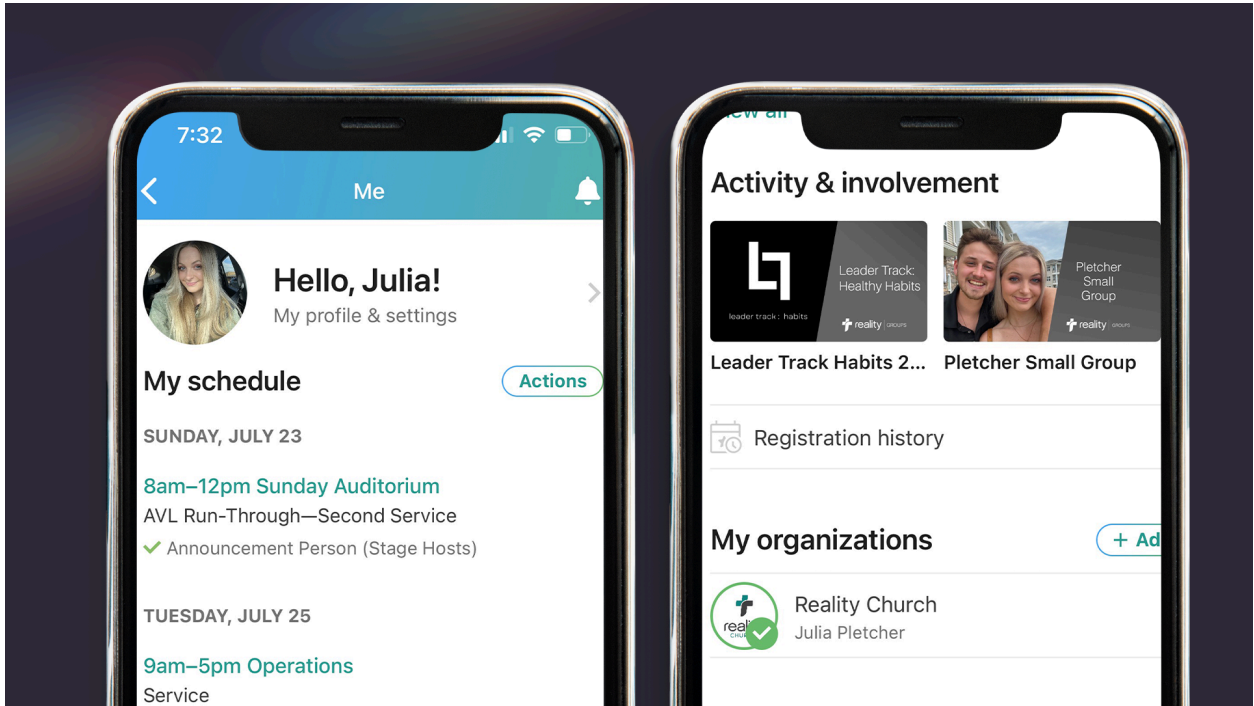 7:32
Me
Hello, Julia!
My profile & settings
My schedule
Actions
SUNDAY, JULY 23
8am–12pm Sunday Auditorium
AVL Run-Through—Second Service
Announcement Person (Stage Hosts)
TUESDAY, JULY 25
9am–5pm Operations
Service
all
Activity & involvement
leader track: habits
Leader Track:
Healthy Habits
reality GROUPS
Pletcher
Small
Group
reality GROUPS
Leader Track Habits 2...
Pletcher Small Group
Registration history
My organizations
+ Ad
Reality Church
Julia Pletcher